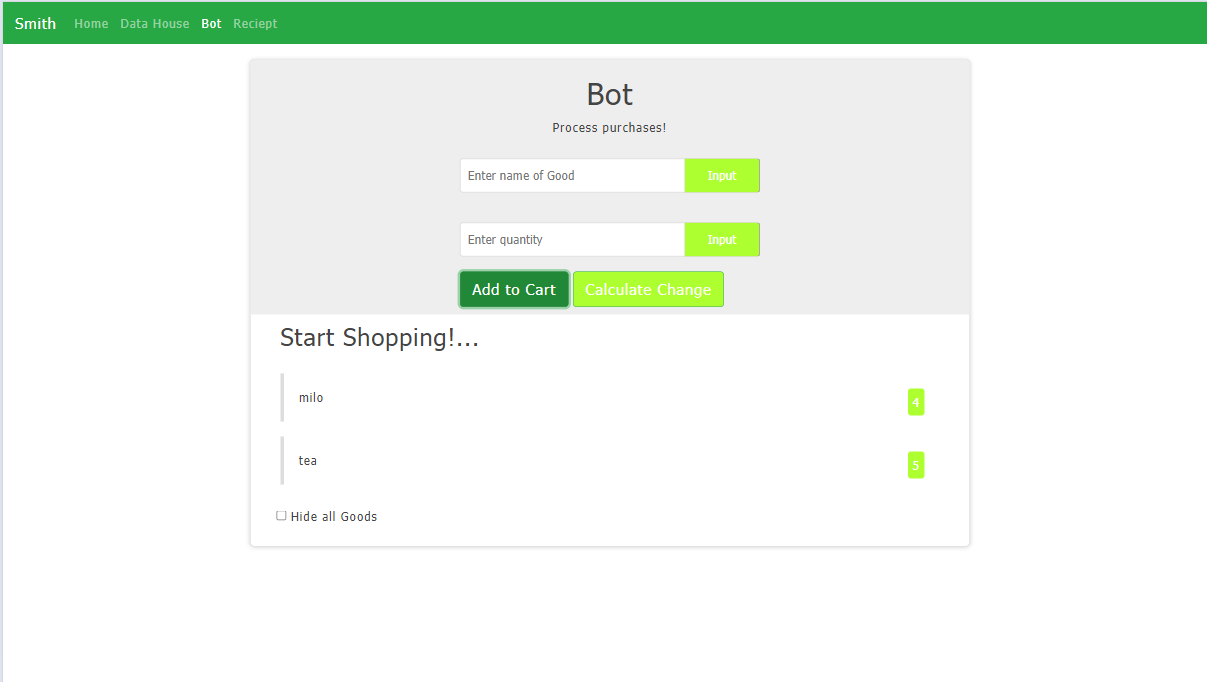 Smith Home Data House Bot Reciept
Bot
Process purchases!
Enter name of Good Input
Enter quantity Input
Add to Cart Calculate Change
Start Shopping!...
milo 4
tea 5
Hide all Goods